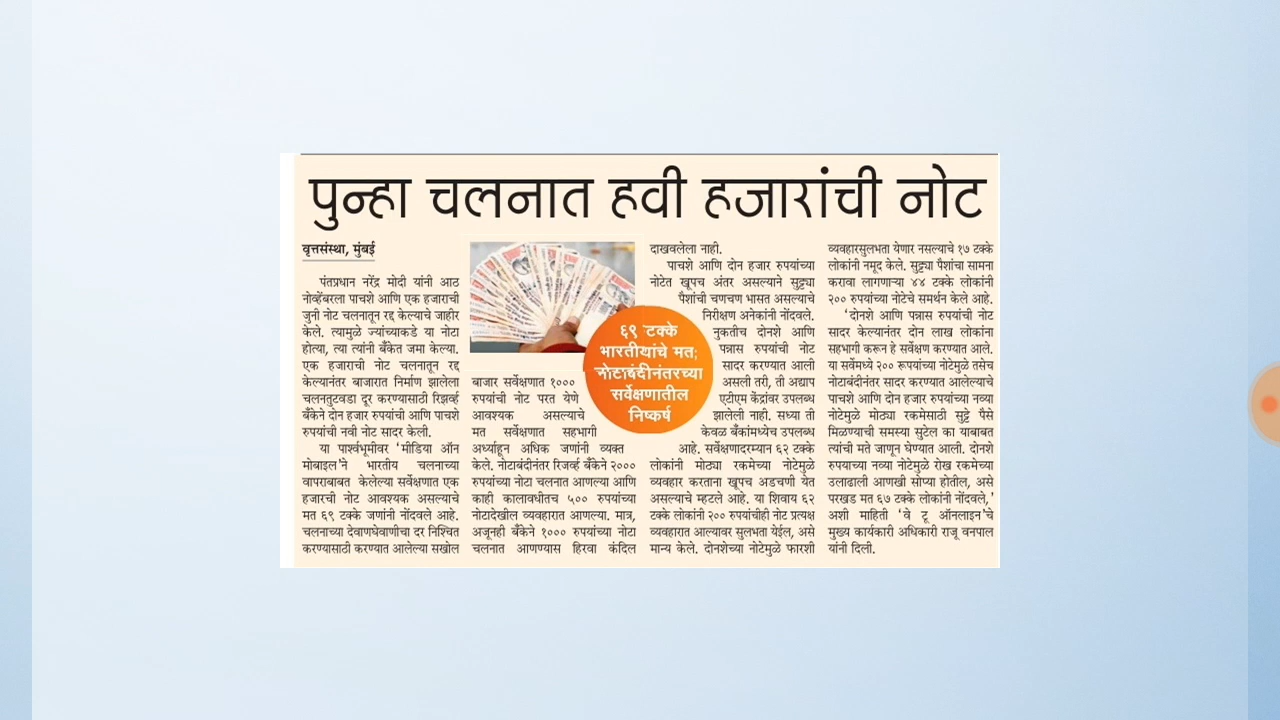 पुन्हा चलनात हवी हजारांची नोट
वृत्तसंस्था, मुंबई
पंतप्रधान नरेंद्र मोदी यांनी आठ
नोव्हेंबरला पाचशे आणि एक हजाराची
जुनी नोट चलनातून रद्द केल्याचे जाहीर
केले. त्यामुळे ज्यांच्याकडे या नोटा
होत्या, त्या त्यांनी बँकेत जमा केल्या.
एक हजाराची नोट चलनातून रद्द
केल्यानंतर बाजारात निर्माण झालेला
चलनतुटवडा दूर करण्यासाठी रिझर्व्ह
बँकेने दोन हजार रुपयांची आणि पाचशे
रुपयांची नवी नोट सादर केली.
या पार्श्वभूमीवर 'मीडिया ऑन
मोबाइल'ने भारतीय चलनाच्या
वापराबाबत केलेल्या सर्वेक्षणात एक
हजारची नोट आवश्यक असल्याचे
मत ६९ टक्के जणांनी नोंदवले आहे.
चलनाच्या देवाणघेवाणीचा दर निश्चित
करण्यासाठी करण्यात आलेल्या सखोल
बाजार सर्वेक्षणात १०००
रुपयांची नोट परत येणे
आवश्यक असल्याचे
मत सर्वेक्षणात सहभागी
अर्ध्याहून अधिक जणांनी व्यक्त
केले. नोटाबंदीनंतर रिजर्व्ह बँकेने २०००
रुपयांच्या नोटा चलनात आणल्या आणि
काही कालावधीतच ५०० रुपयांच्या
नोटादेखील व्यवहारात आणल्या. मात्र,
अजूनही बँकेने १००० रुपयांच्या नोटा
चलनात आणण्यास हिरवा कंदिल
६९ टक्के
भारतीयांचे मत;
नोटाबंदीनंतरच्या
सर्वेक्षणातील
निष्कर्ष
दाखवलेला नाही.
पाचशे आणि दोन हजार रुपयांच्या
नोटेत खूपच अंतर असल्याने सुट्ट्या
पैशांची चणचण भासत असल्याचे
निरीक्षण अनेकांनी नोंदवले.
नुकतीच दोनशे आणि
पन्नास रुपयांची नोट
सादर करण्यात आली
असली तरी, ती अद्याप
एटीएम केंद्रांवर उपलब्ध
झालेली नाही. सध्या ती
केवळ बँकांमध्येच उपलब्ध
आहे. सर्वेक्षणादरम्यान ६२ टक्के
लोकांनी मोठ्या रकमेच्या नोटेमुळे
व्यवहार करताना खूपच अडचणी येत
असल्याचे म्हटले आहे. या शिवाय ६२
टक्के लोकांनी २०० रुपयांचीही नोट प्रत्यक्ष
व्यवहारात आल्यावर सुलभता येईल, असे
मान्य केले. दोनशेच्या नोटेमुळे फारशी
व्यवहारसुलभता येणार नसल्याचे १७ टक्के
लोकांनी नमूद केले. सुट्ट्या पैशांचा सामना
करावा लागणाऱ्या ४४ टक्के लोकांनी
२०० रुपयांच्या नोटेचे समर्थन केले आहे.
'दोनशे आणि पन्नास रुपयांची नोट
सादर केल्यानंतर दोन लाख लोकांना
सहभागी करून हे सर्वेक्षण करण्यात आले.
या सर्वेमध्ये २०० रूपयांच्या नोटेमुळे तसेच
नोटाबंदीनंतर सादर करण्यात आलेल्याचे
पाचशे आणि दोन हजार रुपयांच्या नव्या
नोटेमुळे मोठ्या रकमेसाठी सुट्टे पैसे
मिळण्याची समस्या सुटेल का याबाबत
त्यांची मते जाणून घेण्यात आली. दोनशे
रुपयाच्या नव्या नोटेमुळे रोख रकमेच्या
उलाढाली आणखी सोप्या होतील, असे
परखड मत ६७ टक्के लोकांनी नोंदवले,'
अशी माहिती 'वे टू ऑनलाइन'चे
मुख्य कार्यकारी अधिकारी राजू वनपाल
यांनी दिली.